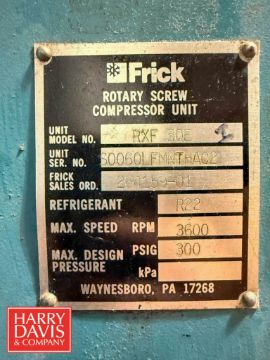 Frick
ROTARY SCREW
COMPRESSOR UNIT
UNIT
MODEL NO. RXF
UNIT
SER. NO.
FRICK
SALES ORD.
REFRIGERANT R22
MAX. SPEED RPM 3600
MAX. DESIGN PSIG 300
PRESSURE kPa
WAYNESBORO, PA 17268
HARRY
DAVIS
& COMPANY